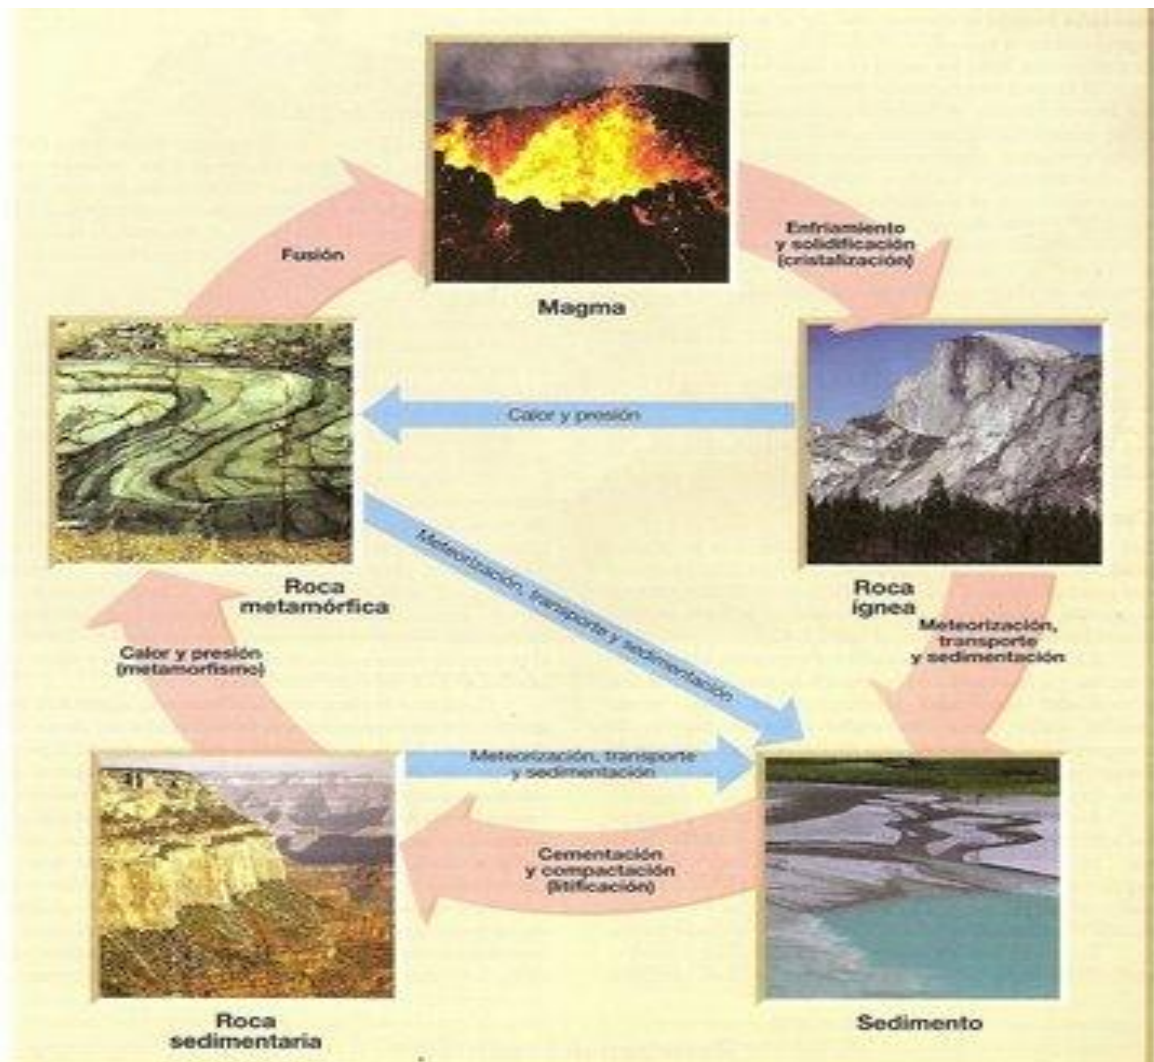 Fusión
Enfriamiento
y solidificación
(cristalización)
Magma
Calor y presión
Roca
metamórfica
Roca
ígnea
Meteorización, transporte y sedimentación
Meteorización,
transporte
y sedimentación
Calor y presión
(metamorfismo)
Meteorización, transporte
y sedimentación
Cementación
y compactación
(litificación)
Roca
sedimentaria
Sedimento